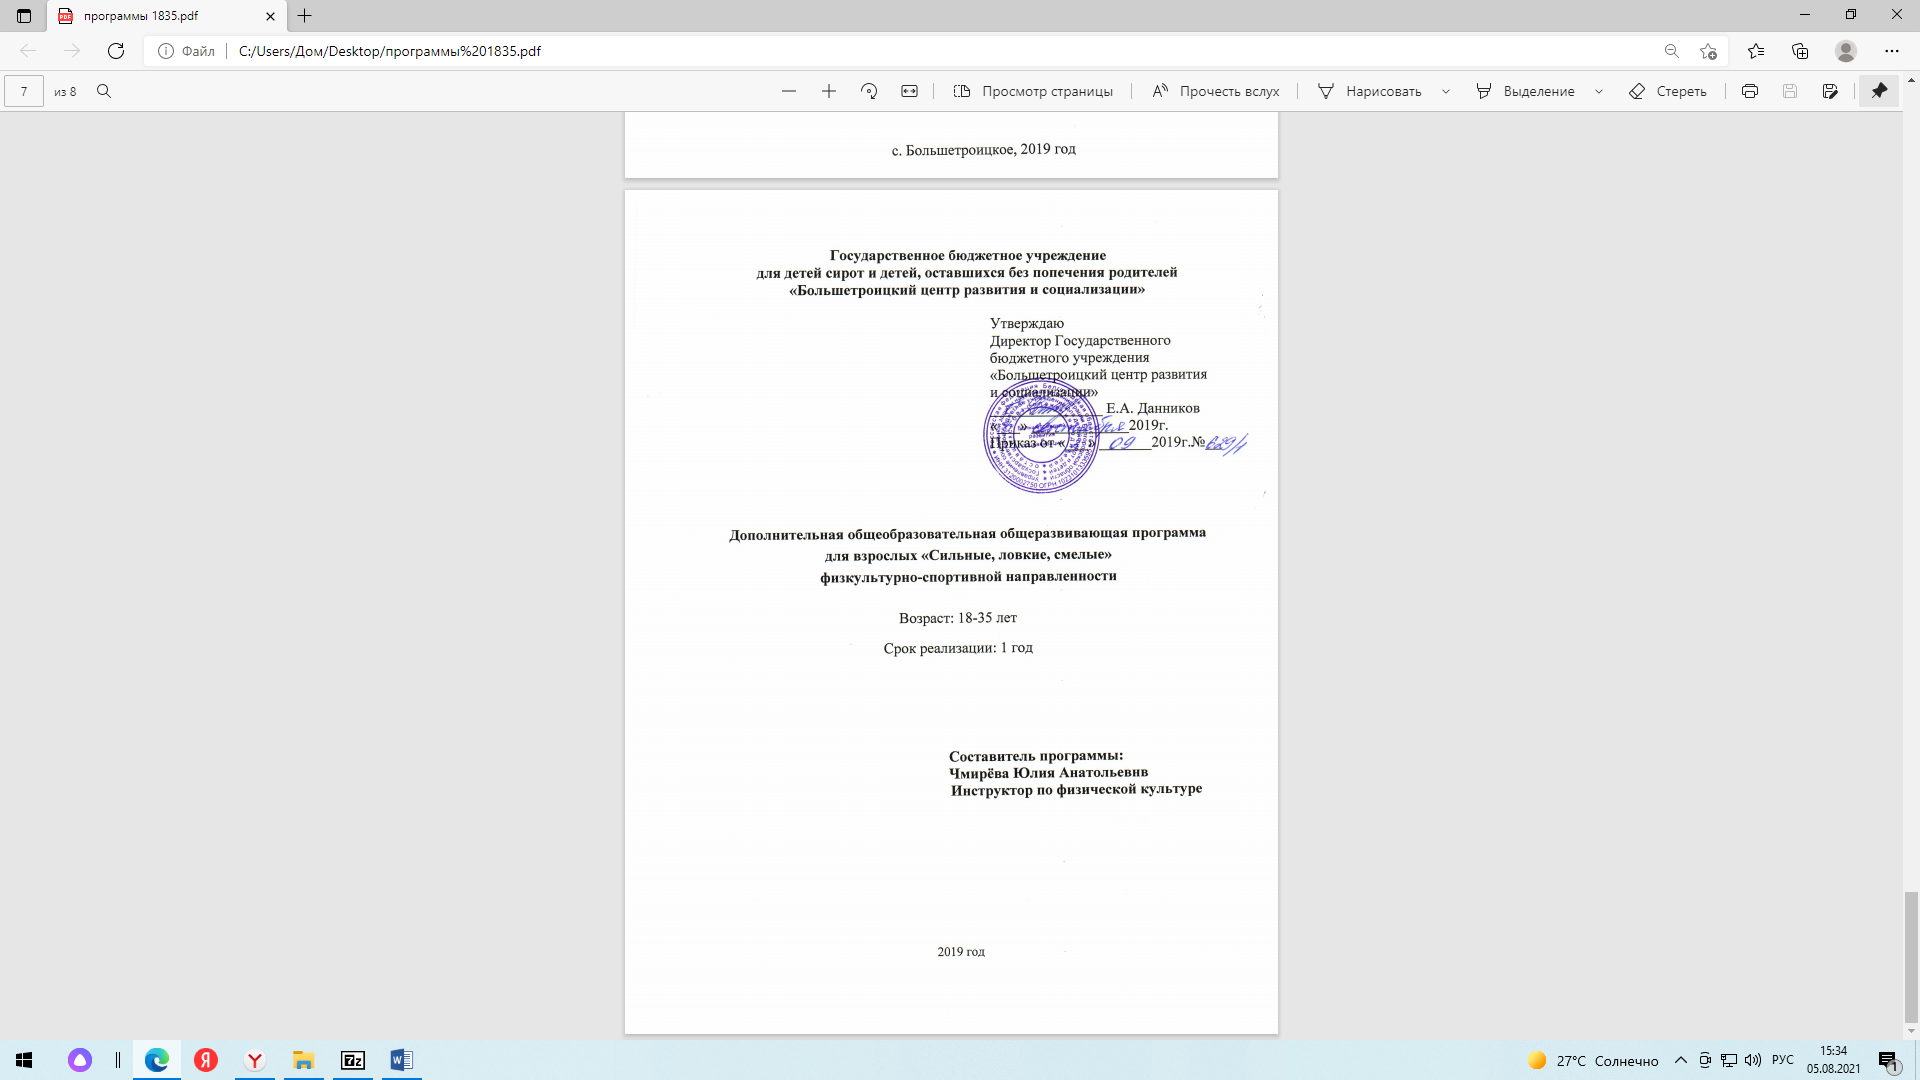 программы 1835.pdf
Файл
C:/Users/Дом/Desktop/программы%201835.pdf
7
из 8
Просмотр страницы
Прочесть вслух
Нарисовать
Выделение
Стереть
с. Большетроицкое, 2019 год
Государственное бюджетное учреждение
для детей сирот и детей, оставшихся без попечения родителей
«Большетроицкий центр развития и социализации»
Утверждаю
Директор Государственного
бюджетного учреждения
«Большетроицкий центр развития
и социализации»
Е.А. Данников
« » 2019г.
Приказ от « » 09 2019г.№
Дополнительная общеобразовательная общеразвивающая программа
для взрослых «Сильные, ловкие, смелые»
физкультурно-спортивной направленности
Возраст: 18-35 лет
Срок реализации: 1 год
Составитель программы:
Чмирёва Юлия Анатольевнв
Инструктор по физической культуре
2019 год
27°C Солнечно
РУС
15:34
05.08.2021
1